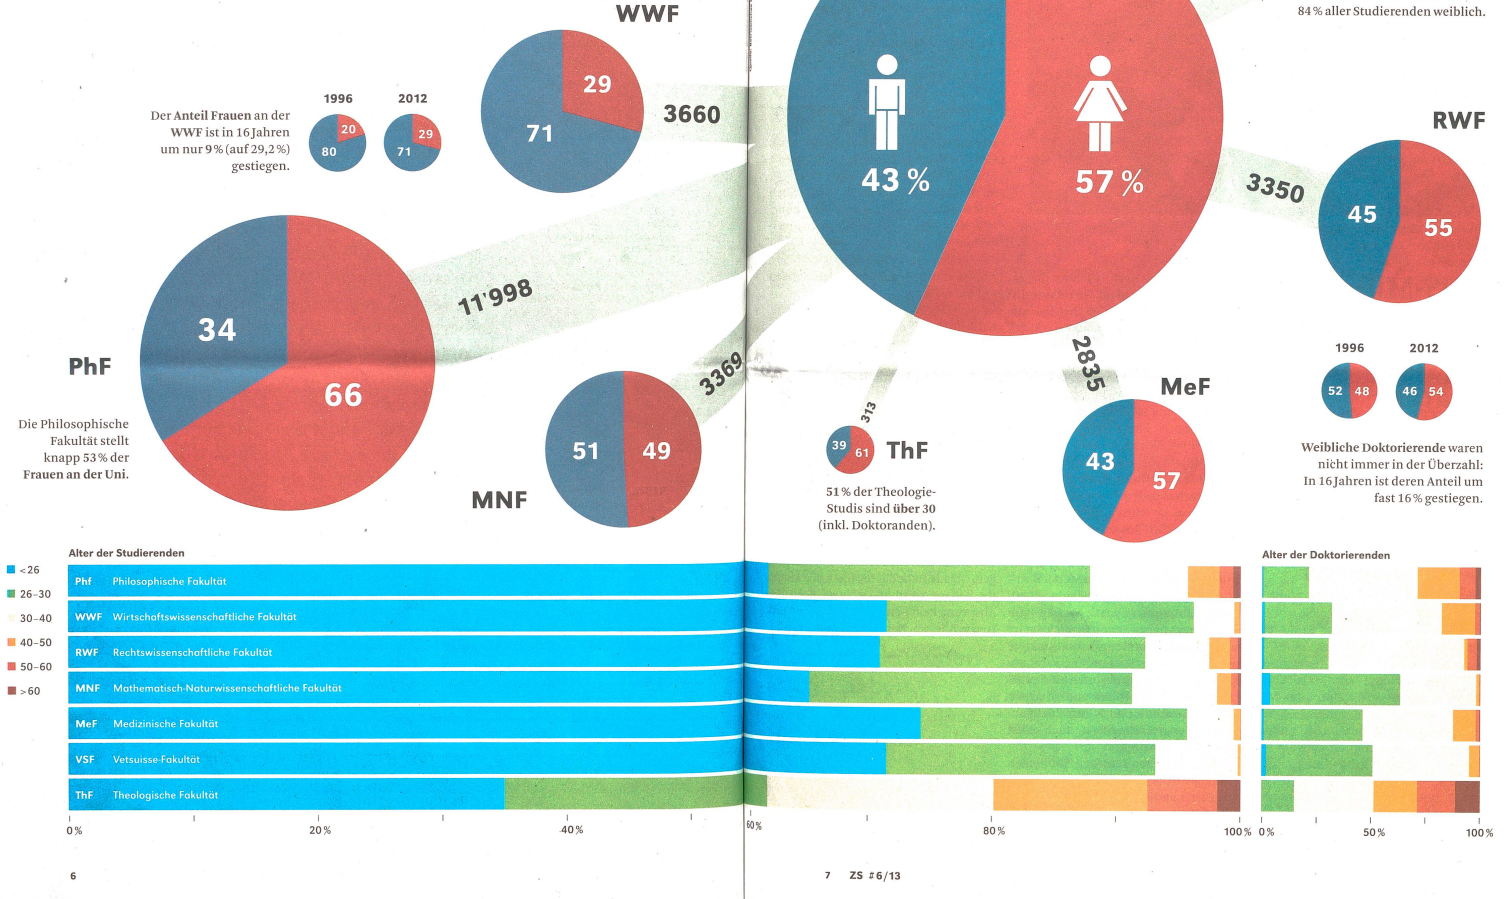 WWF
84 % aller Studierenden weiblich.
29
71
3660
1996
2012
Der Anteil Frauen an der
WWF ist in 16 Jahren
um nur 9 % (auf 29,2 %)
gestiegen.
20
80
29
71
43 %
57 %
RWF
3350
45
55
11'998
34
66
PhF
Die Philosophische
Fakultät stellt
knapp 53 % der
Frauen an der Uni.
3369
51
49
MNF
313
39
61
ThF
51 % der Theologie-
Studis sind über 30
(inkl. Doktoranden).
2835
MeF
43
57
1996
2012
52
48
46
54
Weibliche Doktorierende waren
nicht immer in der Überzahl:
In 16 Jahren ist deren Anteil um
fast 16 % gestiegen.
Alter der Studierenden
Alter der Doktorierenden
<26
26–30
30–40
40–50
50–60
>60
Phf Philosophische Fakultät
WWF Wirtschaftswissenschaftliche Fakultät
RWF Rechtswissenschaftliche Fakultät
MNF Mathematisch-Naturwissenschaftliche Fakultät
MeF Medizinische Fakultät
VSF Vetsuisse-Fakultät
ThF Theologische Fakultät
0 % 20 % 40 % 60 % 80 % 100 %
0 % 50 % 100 %
6
7 ZS #6/13